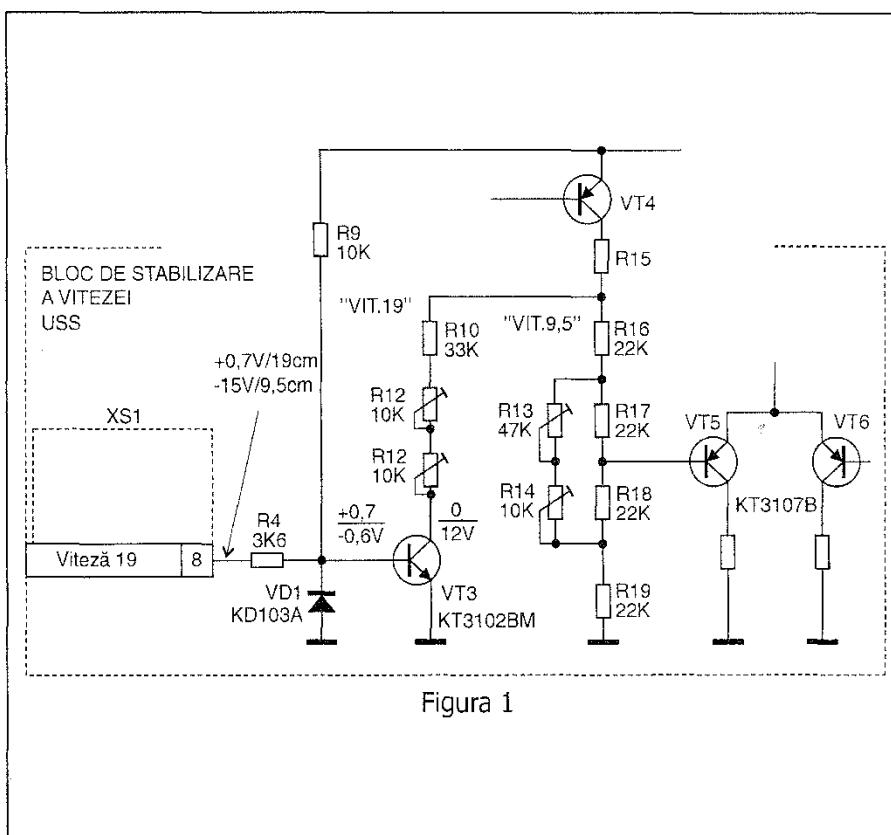 VT4
R9
10K
R15
BLOC DE STABILIZARE
A VITEZEI
USS
"VIT.19"
"VIT.9,5"
R10
33K
R16
22K
+0,7V/19cm
-15V/9,5cm
XS1
R12
10K
R13
47K
R17
22K
VT5
VT6
R12
10K
R14
10K
R18
22K
KT3107B
R4
3K6
+0,7
-0,6V
0
12V
Viteză 19
8
VD1
KD103A
VT3
KT3102BM
R19
22K
Figura 1